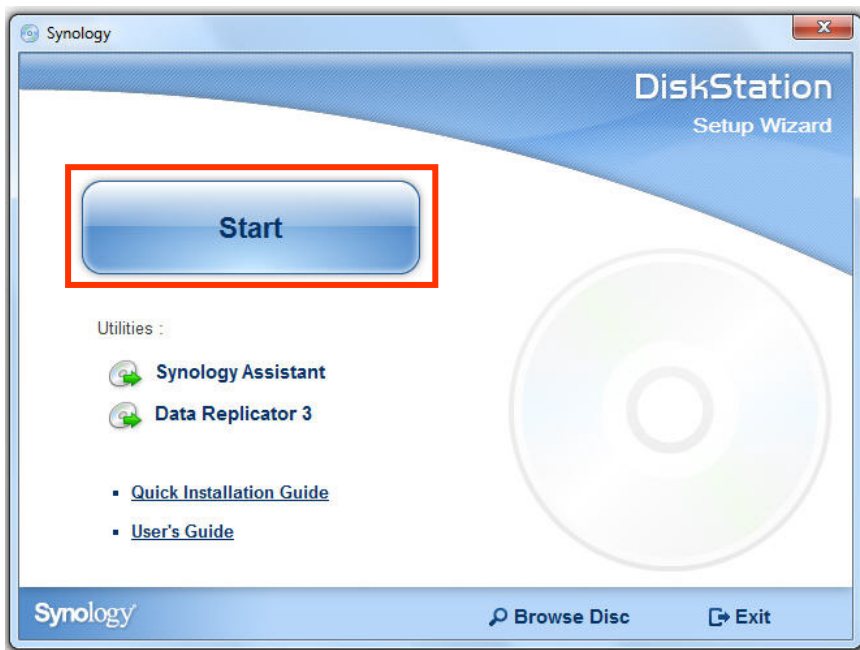 Synology
DiskStation
Setup Wizard
Start
Utilities :
Synology Assistant
Data Replicator 3
Quick Installation Guide
User's Guide
Synology
Browse Disc
Exit